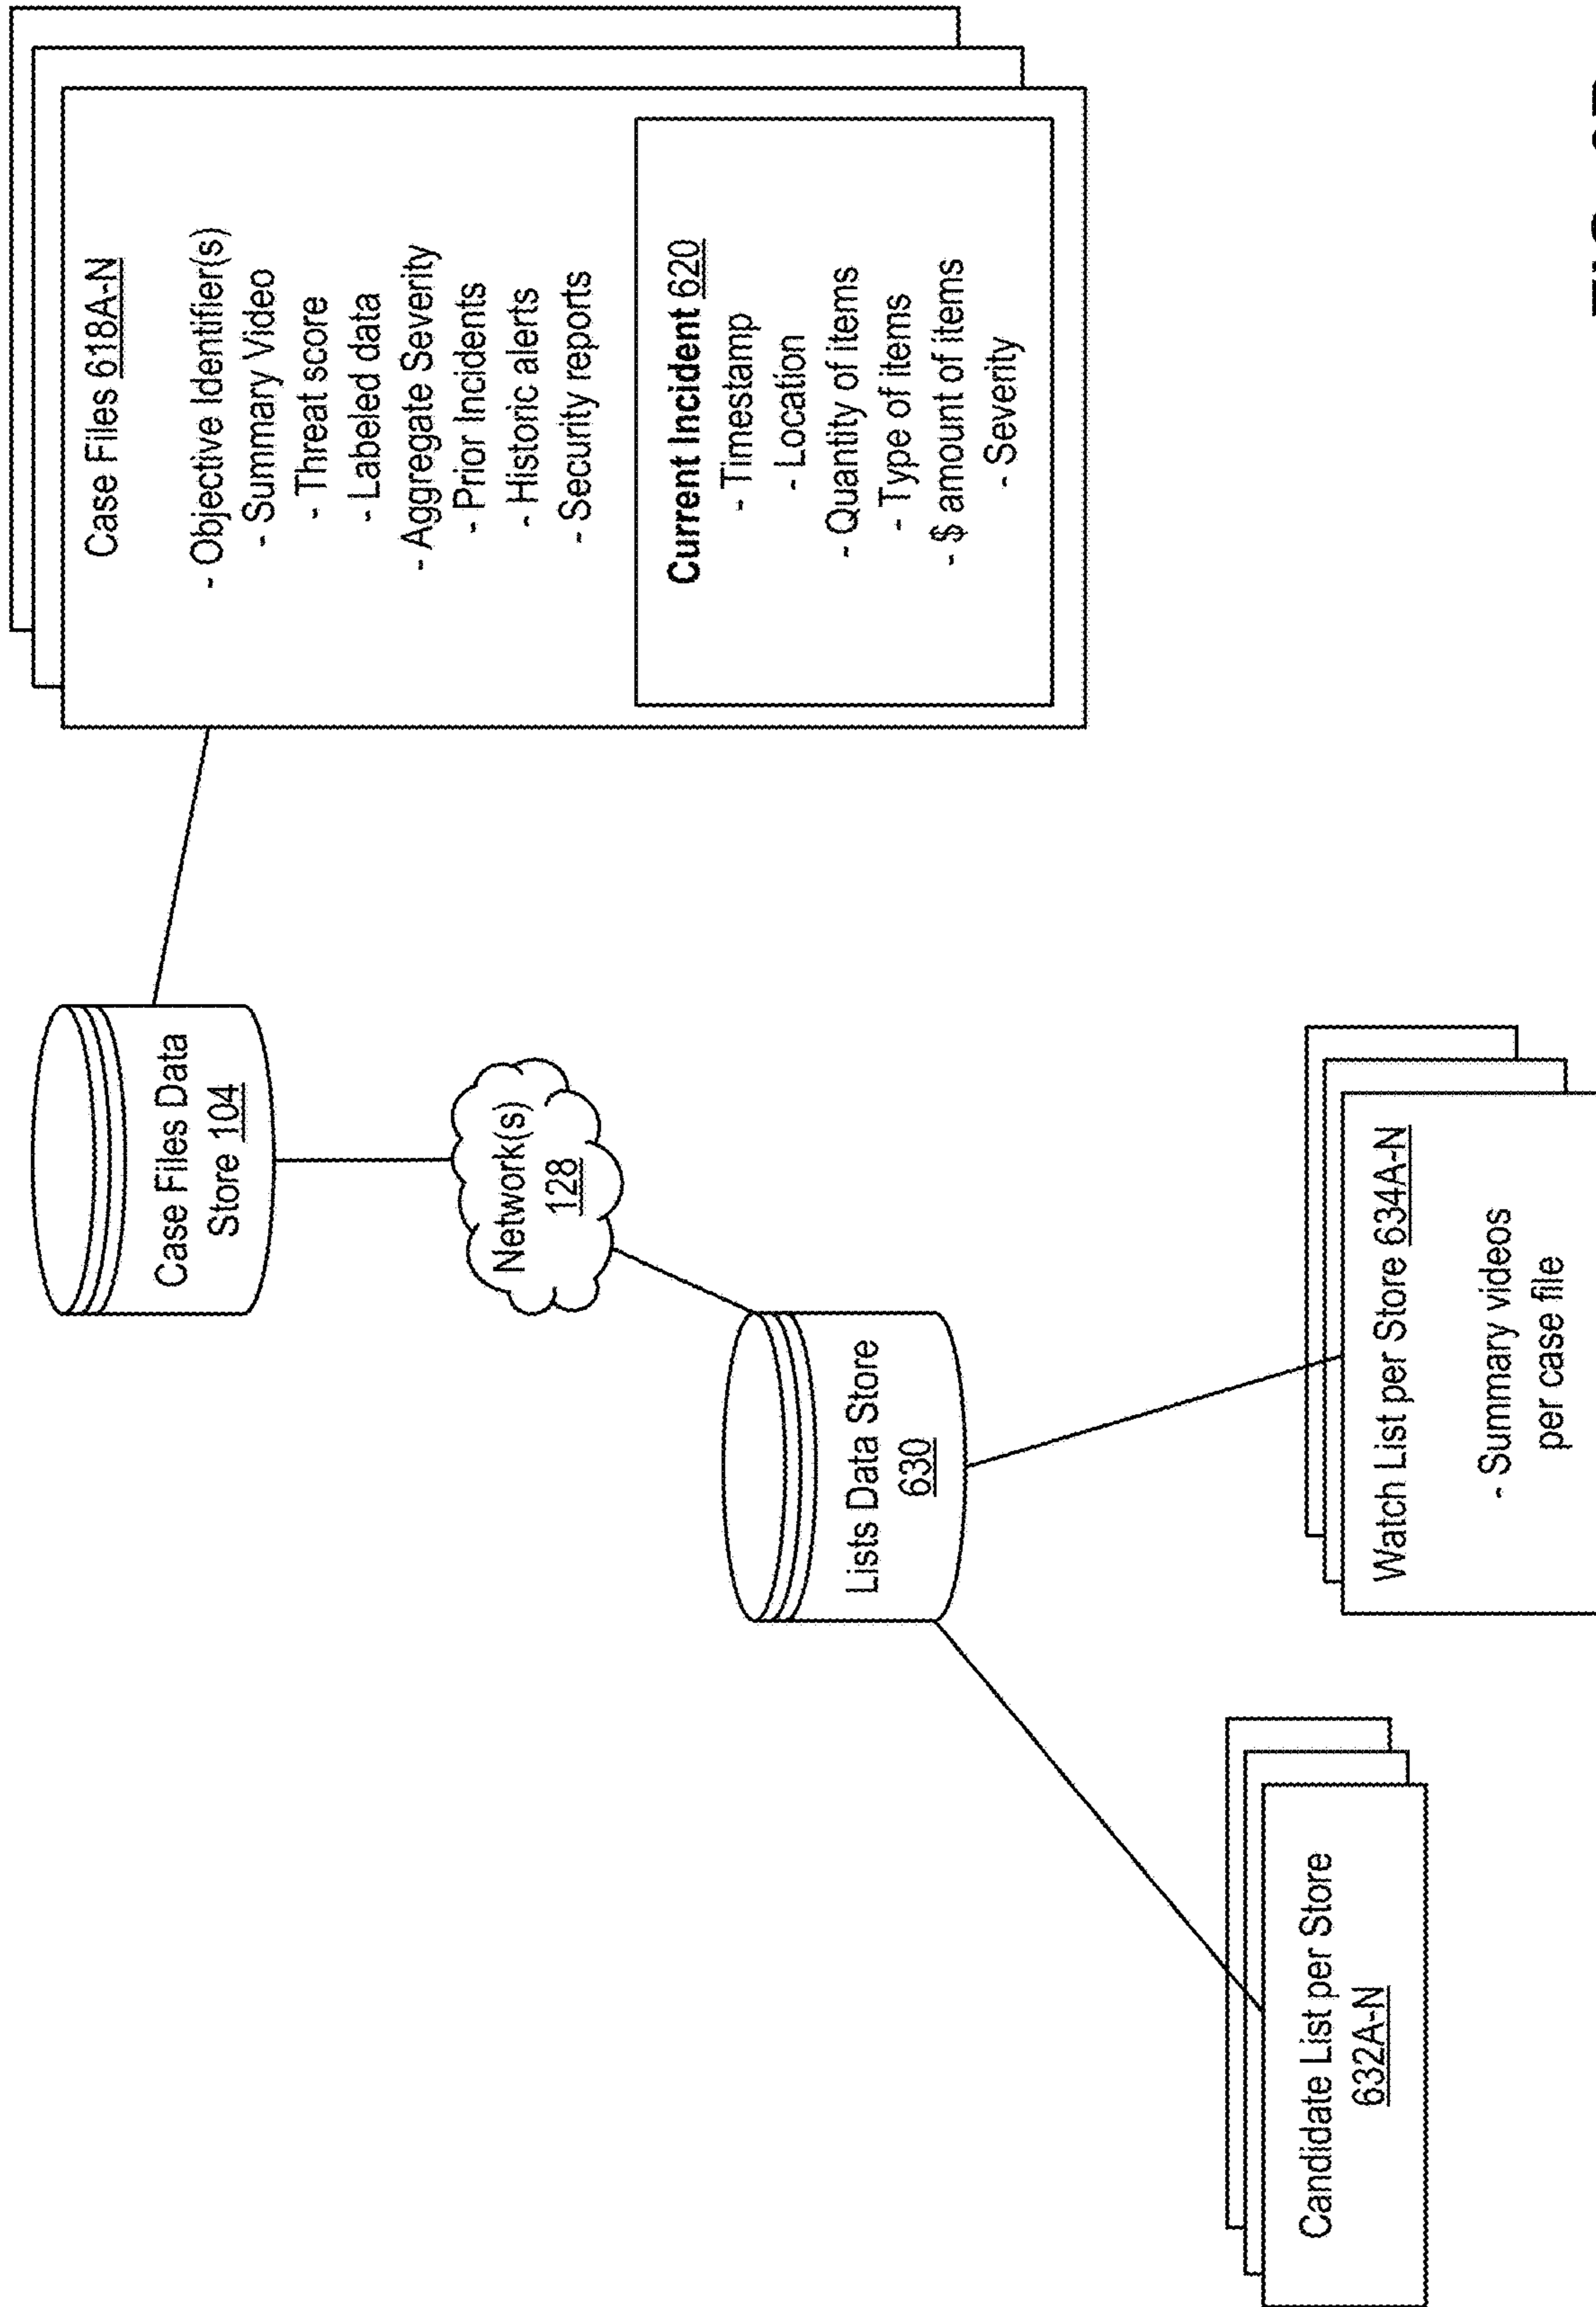 Case Files Data
Store 104
Network(s)
128
Lists Data Store
630
Candidate List per Store
632A-N
Watch List per Store 634A-N
- Summary videos
per case file
Case Files 618A-N
- Objective Identifier(s)
- Summary Video
- Threat score
- Labeled data
- Aggregate Severity
- Prior Incidents
- Historic alerts
- Security reports
Current Incident 620
- Timestamp
- Location
- Quantity of items
- Type of items
- $ amount of items
- Severity